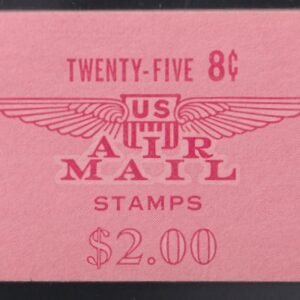 TWENTY-FIVE 8¢
US
AIR
MAIL
STAMPS
$2.00